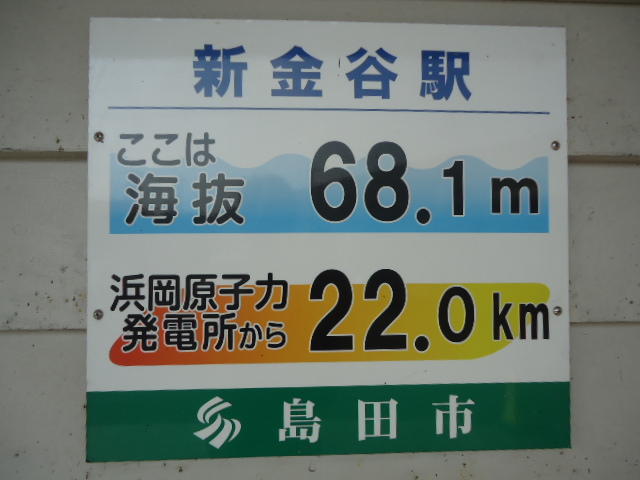 新金谷駅
ここは
海抜 68.1m
浜岡原子力
発電所から 22.0km
島田市